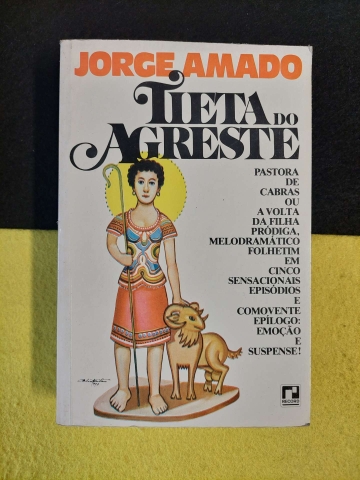 JORGE AMADO
TIETA DO
AGRESTE
PASTORA
DE
CABRAS
OU
A VOLTA
DA FILHA
PRÓDIGA,
MELODRAMÁTICO
FOLHETIM
EM
CINCO
SENSACIONAIS
EPISÓDIOS
E
COMOVENTE
EPÍLOGO:
EMOÇÃO
E
SUSPENSE!
RECORD